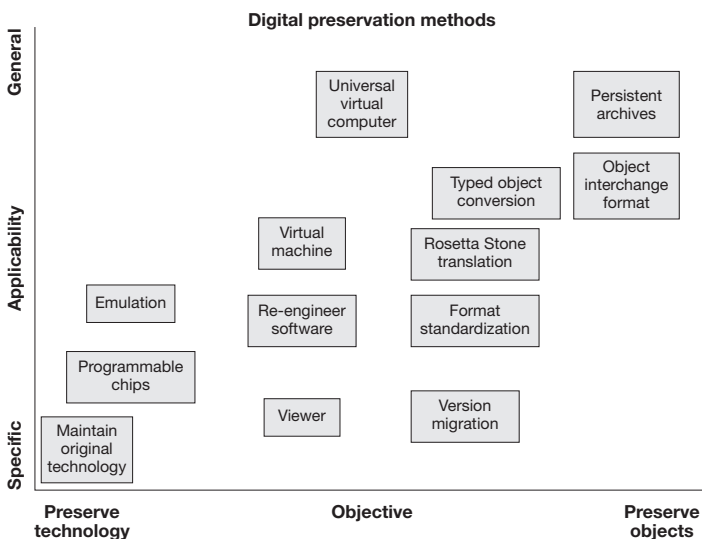 Digital preservation methods
General
Applicability
Specific
Universal
virtual
computer
Persistent
archives
Typed object
conversion
Object
interchange
format
Virtual
machine
Rosetta Stone
translation
Emulation
Re-engineer
software
Format
standardization
Programmable
chips
Viewer
Version
migration
Maintain
original
technology
Preserve
technology
Objective
Preserve
objects